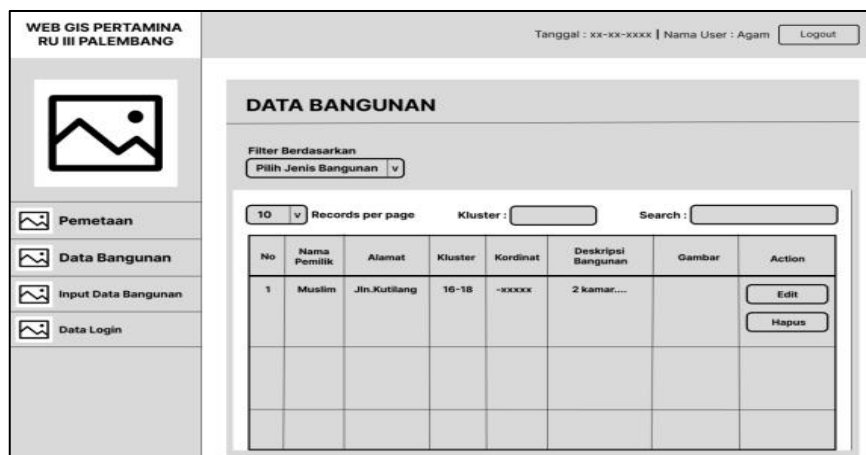 WEB GIS PERTAMINA
RU III PALEMBANG
Tanggal : xx-xx-xxxx | Nama User : Agam
Logout
DATA BANGUNAN
Filter Berdasarkan
Pilih Jenis Bangunan v
Pemetaan
Data Bangunan
Input Data Bangunan
Data Login
10 v Records per page Kluster : Search :
No Nama Pemilik Alamat Kluster Kordinat Deskripsi Bangunan Gambar Action
1 Muslim Jln.Kutilang 16-18 -xxxxx 2 kamar.... Edit
Hapus